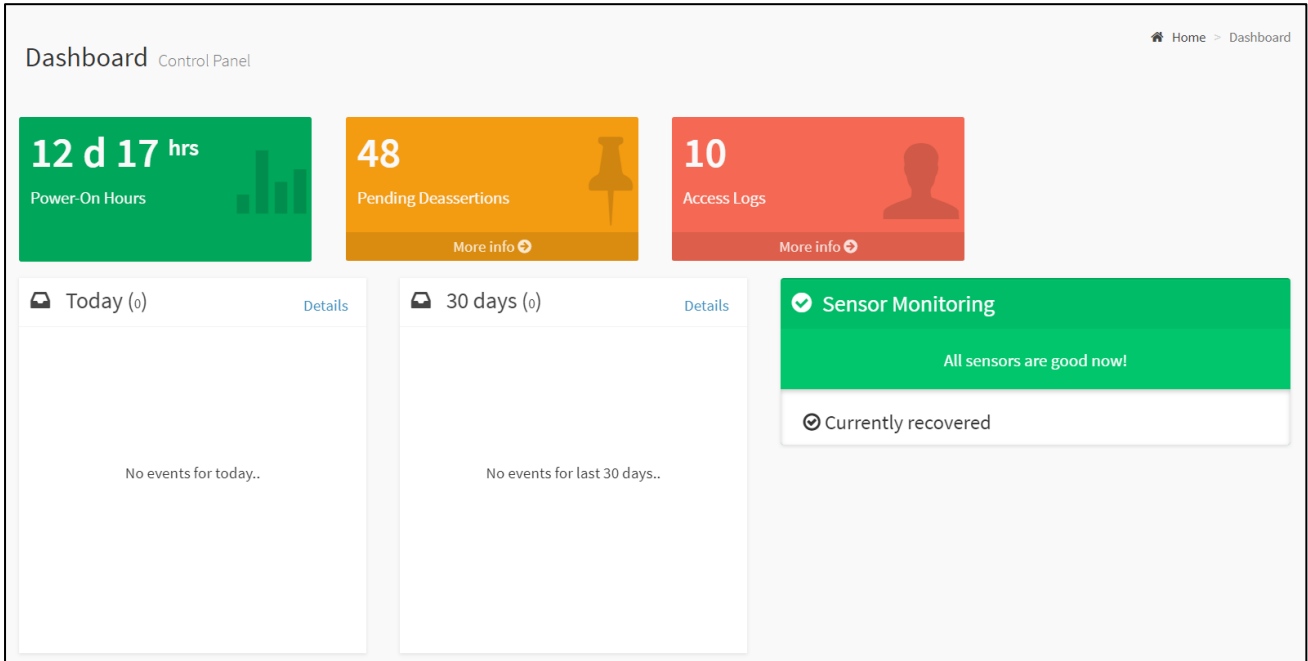 Home > Dashboard
Dashboard Control Panel
12 d 17 hrs
Power-On Hours
48
Pending Deassertions
More info
10
Access Logs
More info
Today (0)
Details
No events for today..
30 days (0)
Details
No events for last 30 days..
Sensor Monitoring
All sensors are good now!
Currently recovered